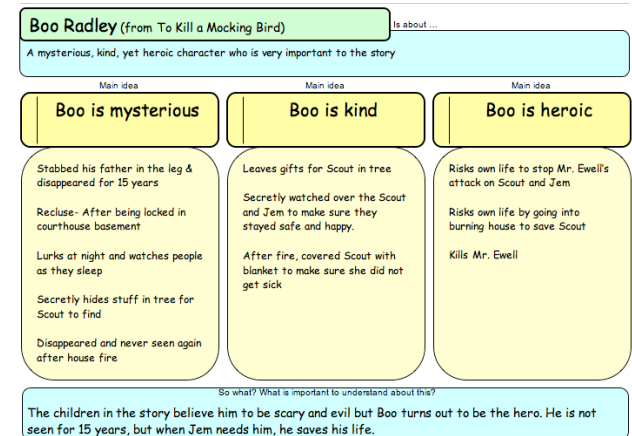 Boo Radley (from To Kill a Mocking Bird)
Is about ...
A mysterious, kind, yet heroic character who is very important to the story
Main idea
Boo is mysterious
Stabbed his father in the leg &
disappeared for 15 years
Recluse- After being locked in
courthouse basement
Lurks at night and watches people
as they sleep
Secretly hides stuff in tree for
Scout to find
Disappeared and never seen again
after house fire
Main idea
Boo is kind
Leaves gifts for Scout in tree
Secretly watched over the Scout
and Jem to make sure they
stayed safe and happy.
After fire, covered Scout with
blanket to make sure she did not
get sick
Main idea
Boo is heroic
Risks own life to stop Mr. Ewell's
attack on Scout and Jem
Risks own life by going into
burning house to save Scout
Kills Mr. Ewell
So what? What is important to understand about this?
The children in the story believe him to be scary and evil but Boo turns out to be the hero. He is not
seen for 15 years, but when Jem needs him, he saves his life.